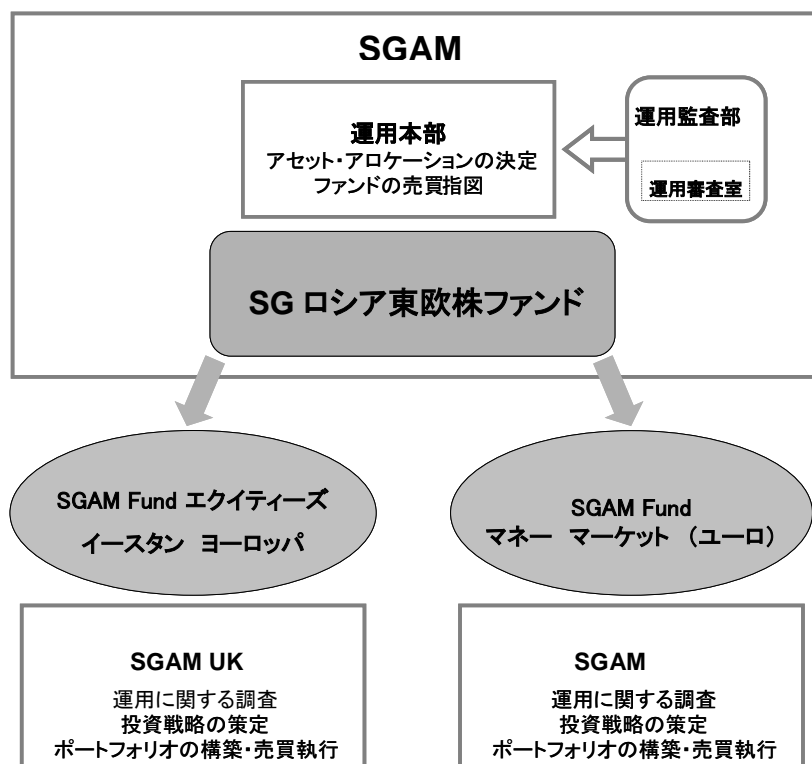 SGAM
運用本部
アセット・アロケーションの決定
ファンドの売買指図
運用監査部
運用審査室
SG ロシア東欧株ファンド
SGAM Fund エクイティーズ
イースタン ヨーロッパ
SGAM Fund
マネー マーケット (ユーロ)
SGAM UK
運用に関する調査
投資戦略の策定
ポートフォリオの構築・売買執行
SGAM
運用に関する調査
投資戦略の策定
ポートフォリオの構築・売買執行